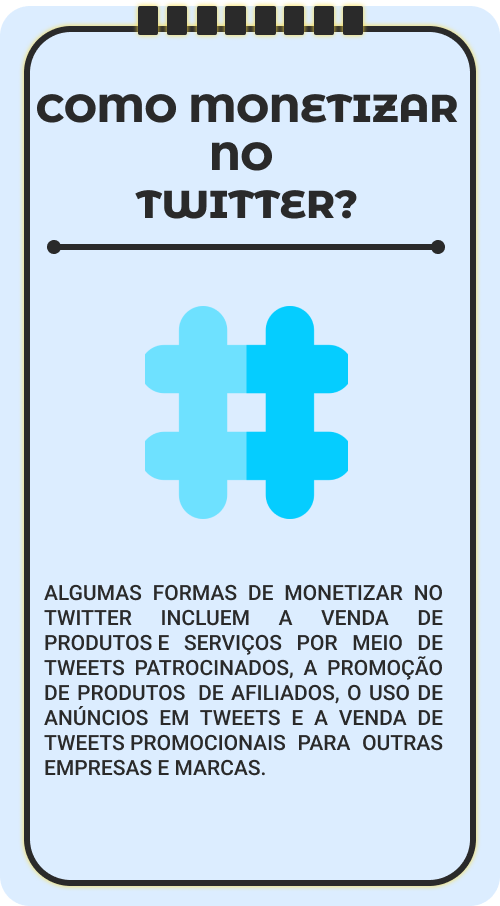 COMO MONETIZAR
NO
TWITTER?
ALGUMAS FORMAS DE MONETIZAR NO
TWITTER INCLUEM A VENDA DE
PRODUTOS E SERVIÇOS POR MEIO DE
TWEETS PATROCINADOS, A PROMOÇÃO
DE PRODUTOS DE AFILIADOS, O USO DE
ANÚNCIOS EM TWEETS E A VENDA DE
TWEETS PROMOCIONAIS PARA OUTRAS
EMPRESAS E MARCAS.